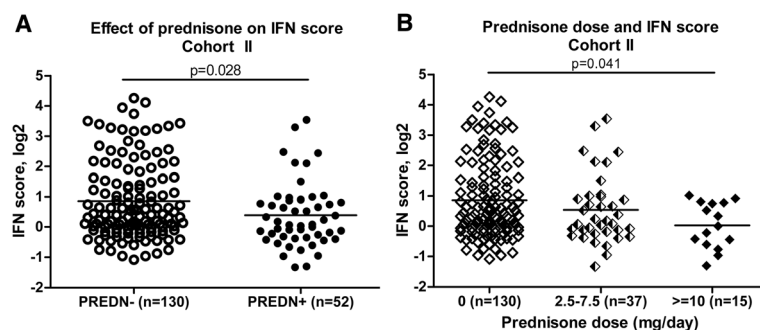 A
Effect of prednisone on IFN score
Cohort II
p=0.028
IFN score, log2
5
4
3
2
1
0
-1
-2
PREDN- (n=130)
PREDN+ (n=52)
B
Prednisone dose and IFN score
Cohort II
p=0.041
IFN score, log2
5
4
3
2
1
0
-1
-2
0 (n=130)
2.5-7.5 (n=37)
>=10 (n=15)
Prednisone dose (mg/day)